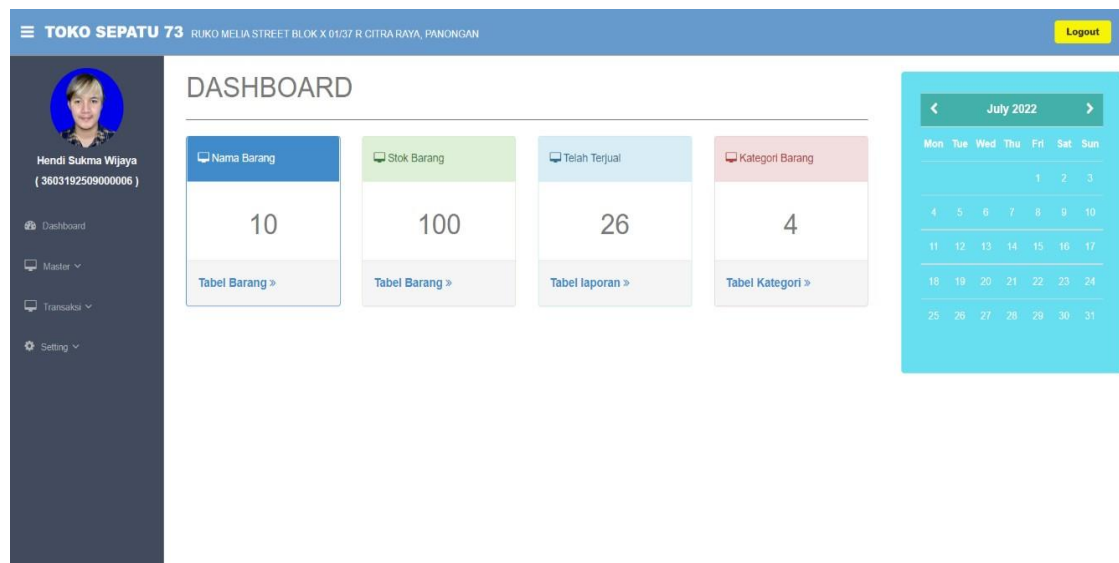 TOKO SEPATU 73 RUKO MELIA STREET BLOK X 01/37 R CITRA RAYA, PANONGAN
Logout
Hendi Sukma Wijaya
( 3603192509000006 )
Dashboard
Master
Transaksi
Setting
DASHBOARD
Nama Barang
10
Tabel Barang »
Stok Barang
100
Tabel Barang »
Telah Terjual
26
Tabel laporan »
Kategori Barang
4
Tabel Kategori »
July 2022
Mon Tue Wed Thu Fri Sat Sun
1 2 3
4 5 6 7 8 9 10
11 12 13 14 15 16 17
18 19 20 21 22 23 24
25 26 27 28 29 30 31